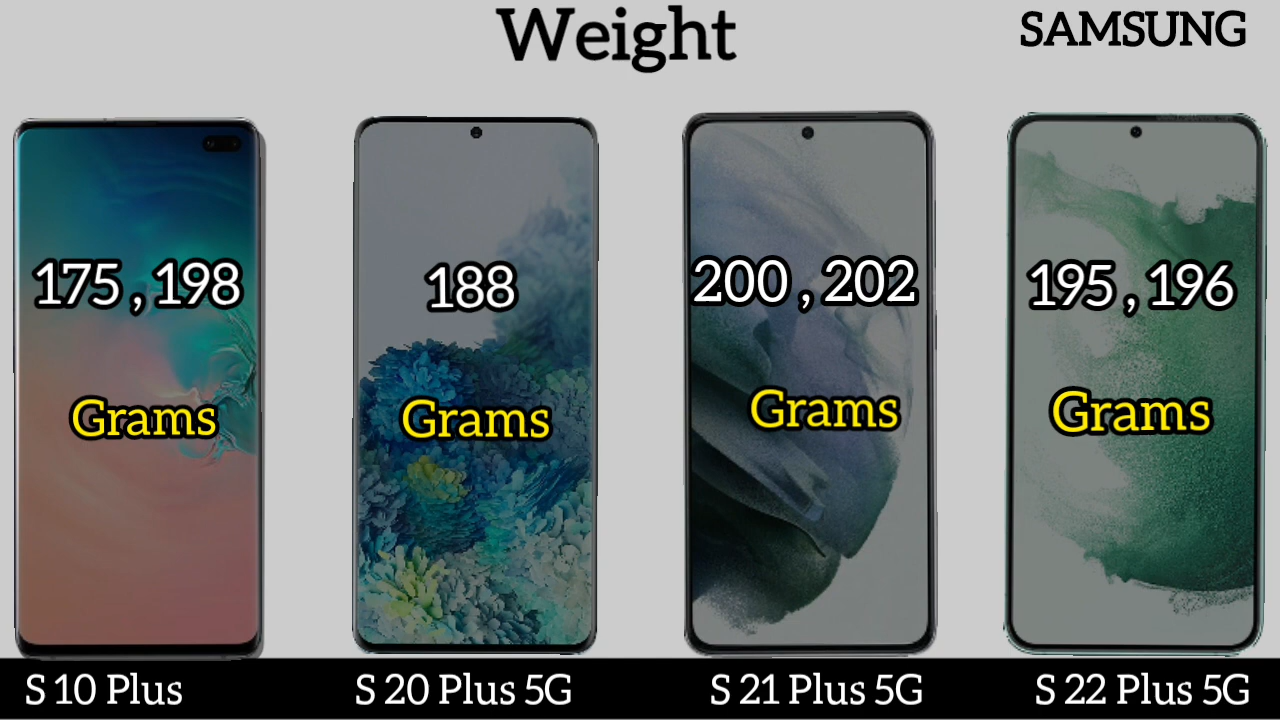 Weight
SAMSUNG
175 , 198
188
200 , 202
195 , 196
Grams
Grams
Grams
Grams
S 10 Plus
S 20 Plus 5G
S 21 Plus 5G
S 22 Plus 5G